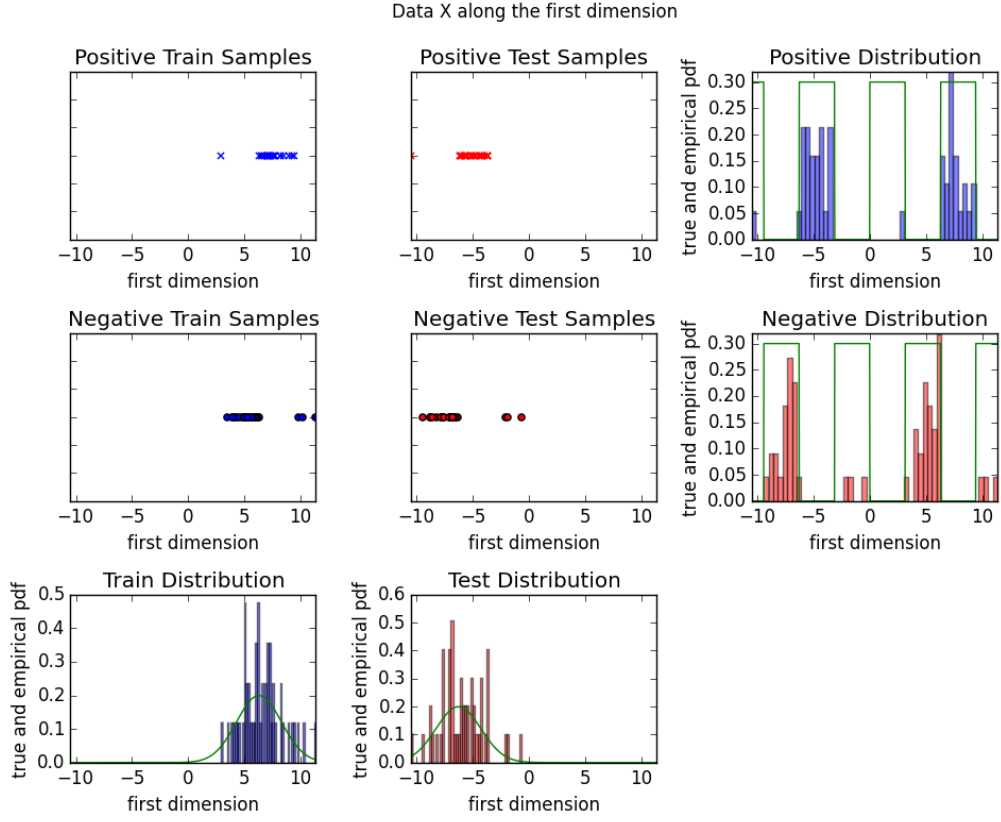 Data X along the first dimension
Positive Train Samples
Positive Test Samples
Positive Distribution
true and empirical pdf
0.30
0.25
0.20
0.15
0.10
0.05
0.00
−10 −5 0 5 10
−10 −5 0 5 10
−10 −5 0 5 10
first dimension
first dimension
first dimension
Negative Train Samples
Negative Test Samples
Negative Distribution
true and empirical pdf
0.30
0.25
0.20
0.15
0.10
0.05
0.00
−10 −5 0 5 10
−10 −5 0 5 10
−10 −5 0 5 10
first dimension
first dimension
first dimension
Train Distribution
Test Distribution
true and empirical pdf
0.5
0.4
0.3
0.2
0.1
0.0
true and empirical pdf
0.6
0.5
0.4
0.3
0.2
0.1
0.0
−10 −5 0 5 10
−10 −5 0 5 10
first dimension
first dimension